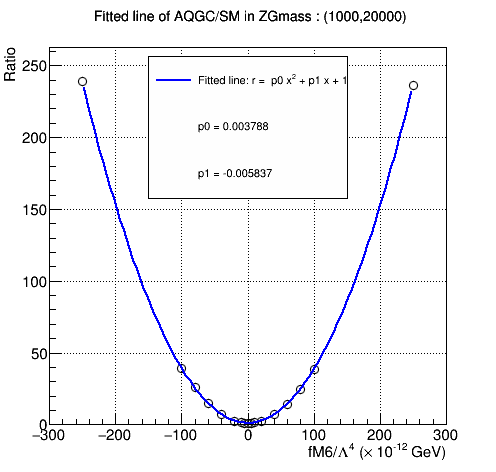 Fitted line of AQGC/SM in ZGmass : (1000,20000)
Ratio
Fitted line: r = p0 x² + p1 x + 1
p0 = 0.003788
p1 = -0.005837
250
200
150
100
50
0
−300 −200 −100 0 100 200 300
fM6/Λ⁴ (× 10⁻¹² GeV)